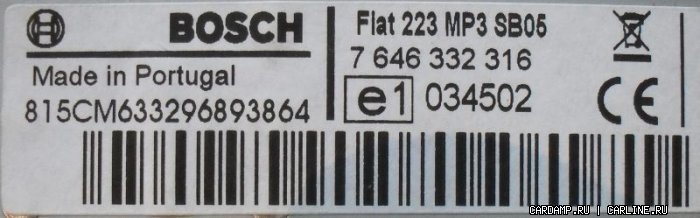 BOSCH
Fiat 223 MP3 SB05
7 646 332 316
Made in Portugal
e1 034502
CE
815CM633296893864
CARDAMP.RU | CARLINE.RU